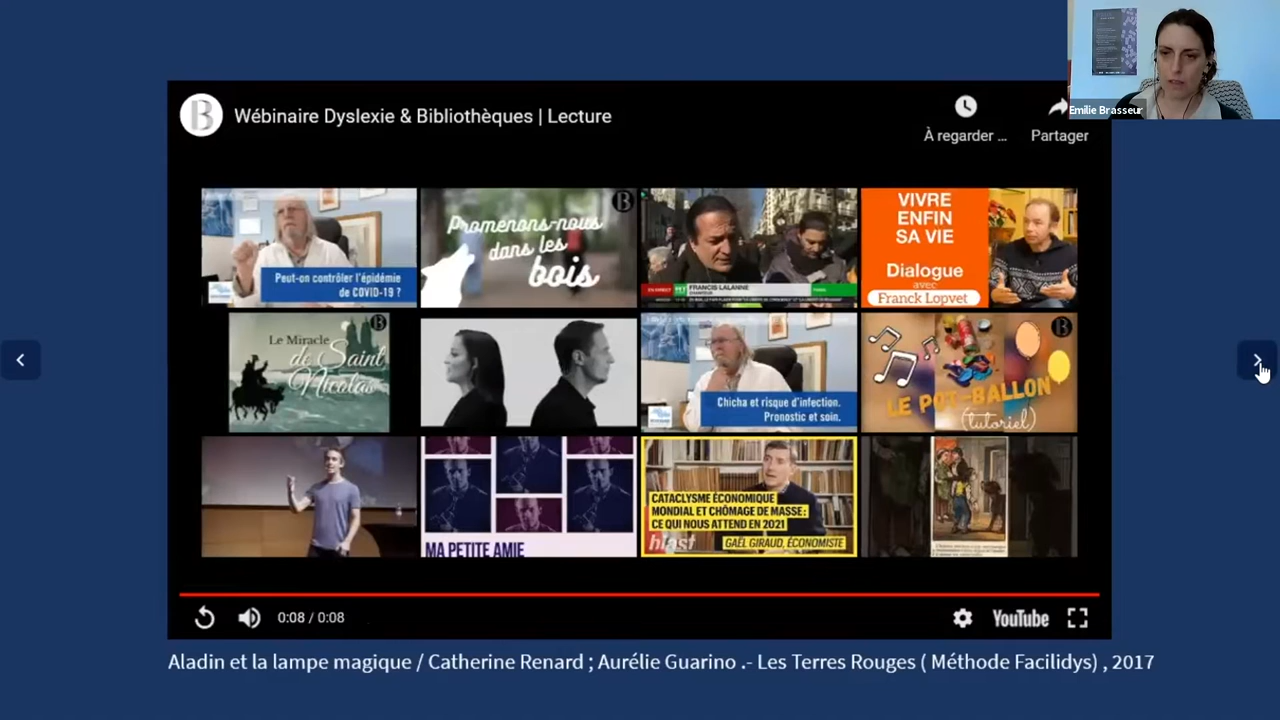 Emilie Brasseur
B
Wébinaire Dyslexie & Bibliothèques | Lecture
À regarder ...
Partager
Peut-on contrôler l'épidémie
de COVID-19 ?
Promenons-nous
dans les
bois
B
EN DIRECT
FRANCIS LALANNE
VIVRE
ENFIN
SA VIE
Dialogue
avec
Franck Lopvet
Le Miracle
de Saint
Nicolas
B
Chicha et risque d'infection.
Pronostic et soin.
LE POT-BALLON
(tutoriel)
B
MA PETITE AMIE
CATACLYSME ÉCONOMIQUE
MONDIAL ET CHÔMAGE DE MASSE :
CE QUI NOUS ATTEND EN 2021
blast
GAËL GIRAUD, ÉCONOMISTE
0:08 / 0:08
YouTube
Aladin et la lampe magique / Catherine Renard ; Aurélie Guarino .- Les Terres Rouges ( Méthode Facilidys) , 2017